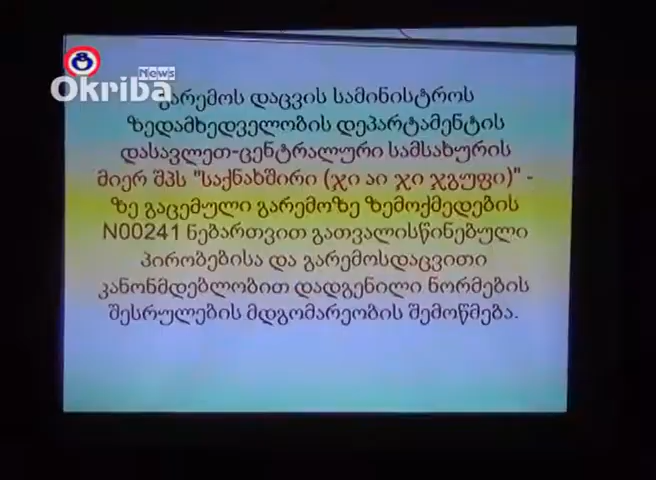 News
Okriba
გარემოს დაცვის სამინისტროს
ზედამხედველობის დეპარტამენტის
დასავლეთ-ცენტრალური სამსახურის
მიერ შპს "საქნახშირი (ჯი აი ჯი ჯგუფი)" -
ზე გაცემული გარემოზე ზემოქმედების
N00241 ნებართვით გათვალისწინებული
პირობებისა და გარემოსდაცვითი
კანონმდებლობით დადგენილი ნორმების
შესრულების მდგომარეობის შემოწმება.